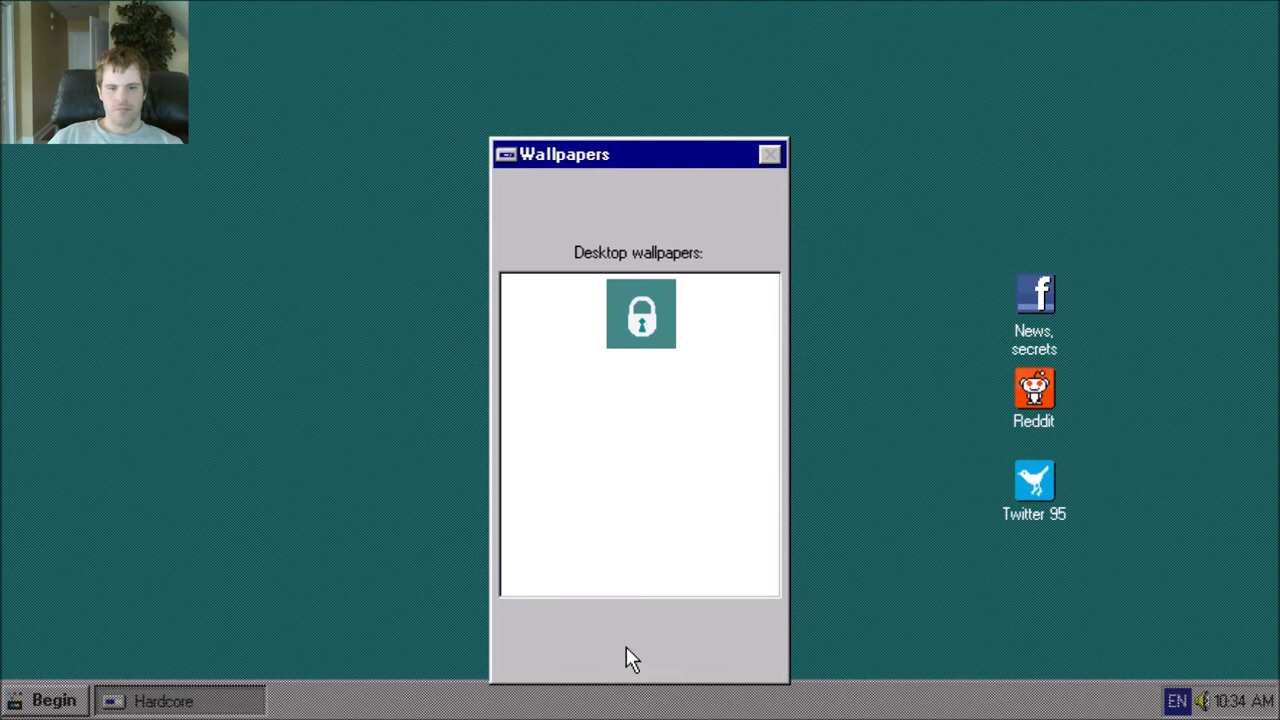 Wallpapers
Desktop wallpapers:
f
News,
secrets
Reddit
Twitter 95
Begin
Hardcore
EN
10:34 AM